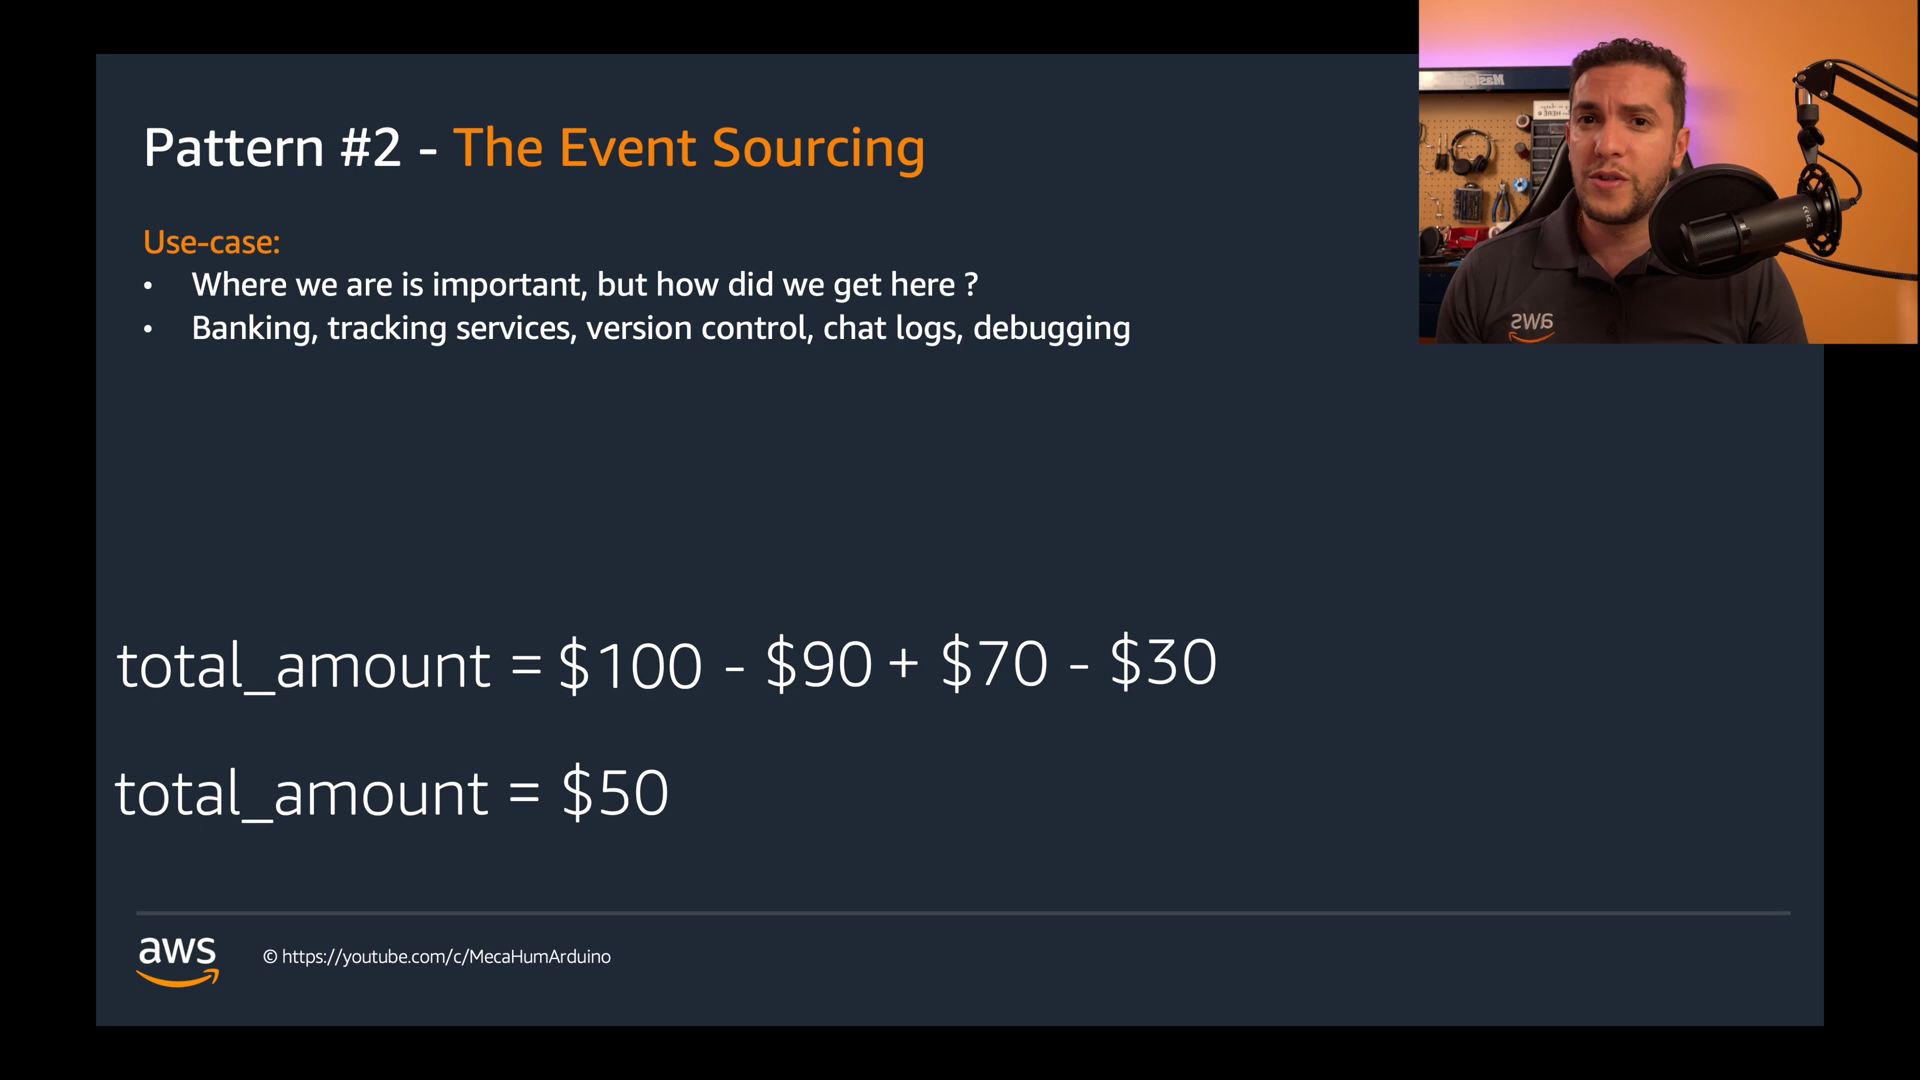 Pattern #2 - The Event Sourcing
Use-case:
• Where we are is important, but how did we get here ?
• Banking, tracking services, version control, chat logs, debugging
total_amount = $100 - $90 + $70 - $30
total_amount = $50
aws
© https://youtube.com/c/MecaHumArduino
aws